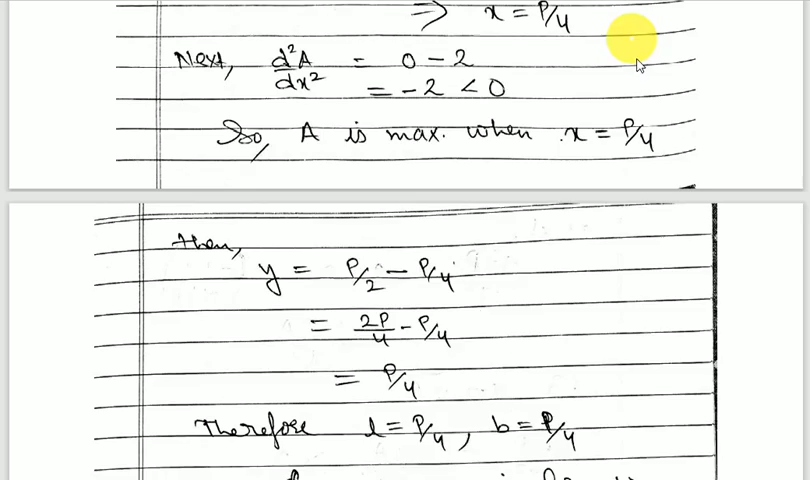 ⇒ x = P/4
Next, d²A/dx² = 0 - 2
= -2 < 0
So, A is max. when x = P/4
then,
y = P/2 - P/4
= 2P/4 - P/4
= P/4
Therefore l = P/4, b = P/4